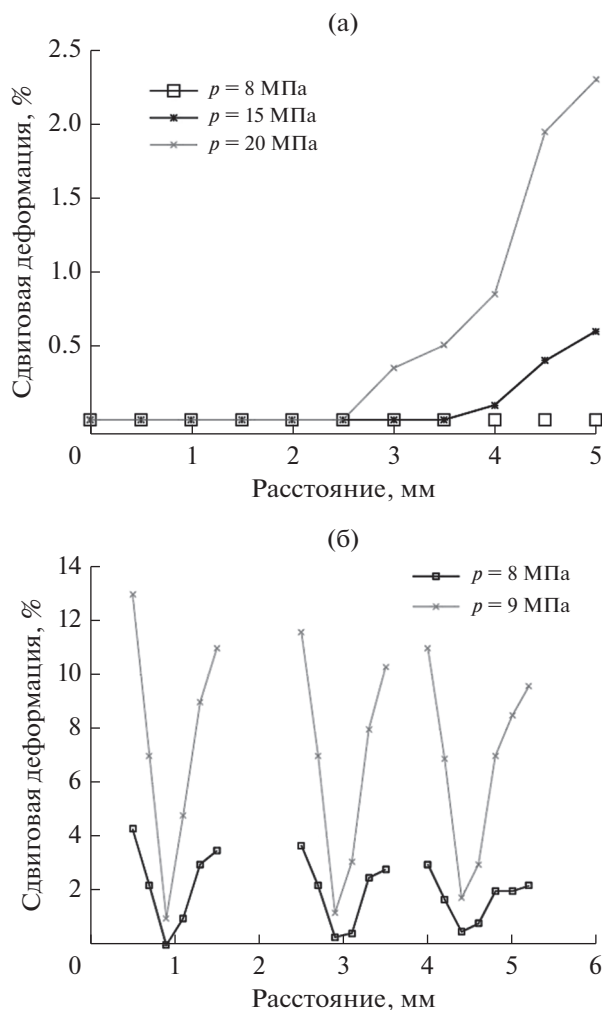 (а)
Сдвиговая деформация, %
2.5
2.0
1.5
1.0
0.5
p = 8 МПа
p = 15 МПа
p = 20 МПа
0 1 2 3 4 5
Расстояние, мм
(б)
Сдвиговая деформация, %
14
12
10
8
6
4
2
p = 8 МПа
p = 9 МПа
0 1 2 3 4 5 6
Расстояние, мм